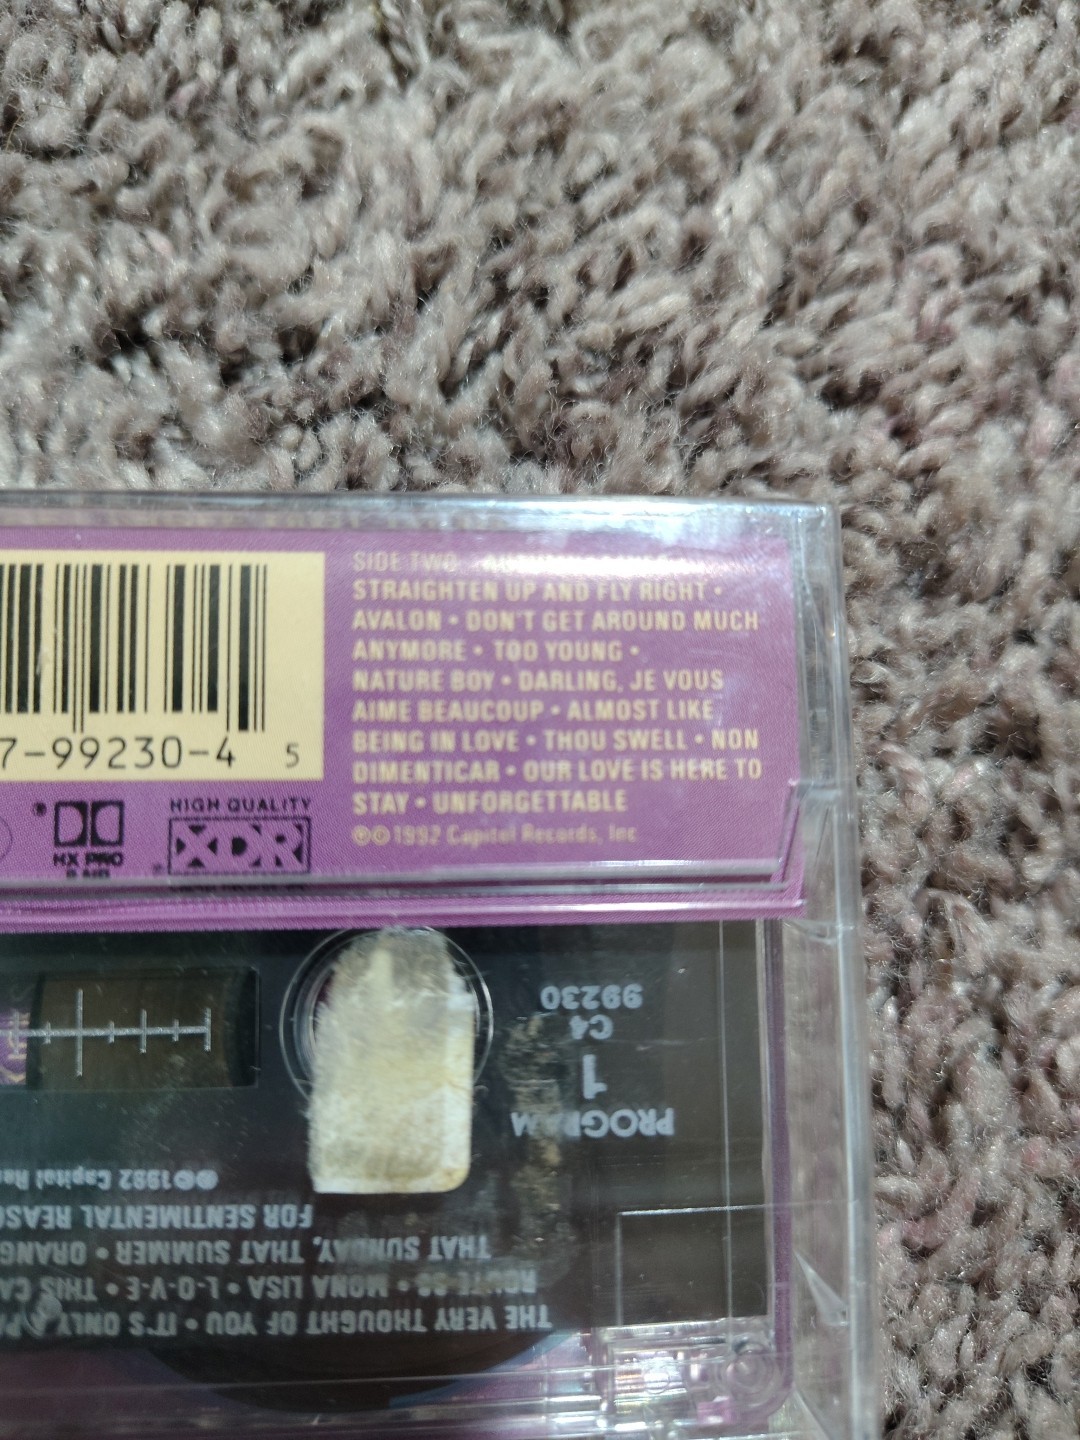 SIDE TWO
STRAIGHTEN UP AND FLY RIGHT •
AVALON • DON'T GET AROUND MUCH
ANYMORE • TOO YOUNG •
NATURE BOY • DARLING, JE VOUS
AIME BEAUCOUP • ALMOST LIKE
BEING IN LOVE • THOU SWELL • NON
DIMENTICAR • OUR LOVE IS HERE TO
STAY • UNFORGETTABLE
℗©1992 Capitol Records, Inc.
7-99230-4 5
HX PRO
HIGH QUALITY
XDR
THE VERY THOUGHT OF YOU • IT'S ONLY A
MONA LISA • L-O-V-E • THIS
THAT SUNDAY, THAT SUMMER •
FOR SENTIMENTAL
℗©1992 Capitol
PROGRAM
1
C4
99230